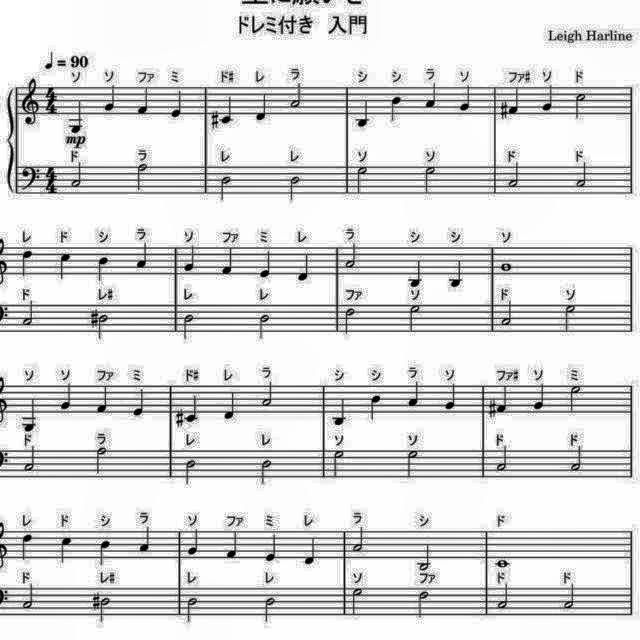 ドレミ付き 入門
Leigh Harline
♩ = 90
ソ ソ ファ ミ ド# レ ラ シ シ ラ ソ ファ# ソ ド
4 4
mp
ド ラ レ レ ソ ソ ド ド
4 4
レ ド シ ラ ソ ファ ミ レ ラ シ シ ソ
ド レ# レ レ ファ ソ ド ソ
ソ ソ ファ ミ ド# レ ラ シ シ ラ ソ ファ# ソ ミ
ド ラ レ レ ソ ソ ド ド
レ ド シ ラ ソ ファ ミ レ ラ シ ド
ド レ# レ レ ソ ファ ド ド